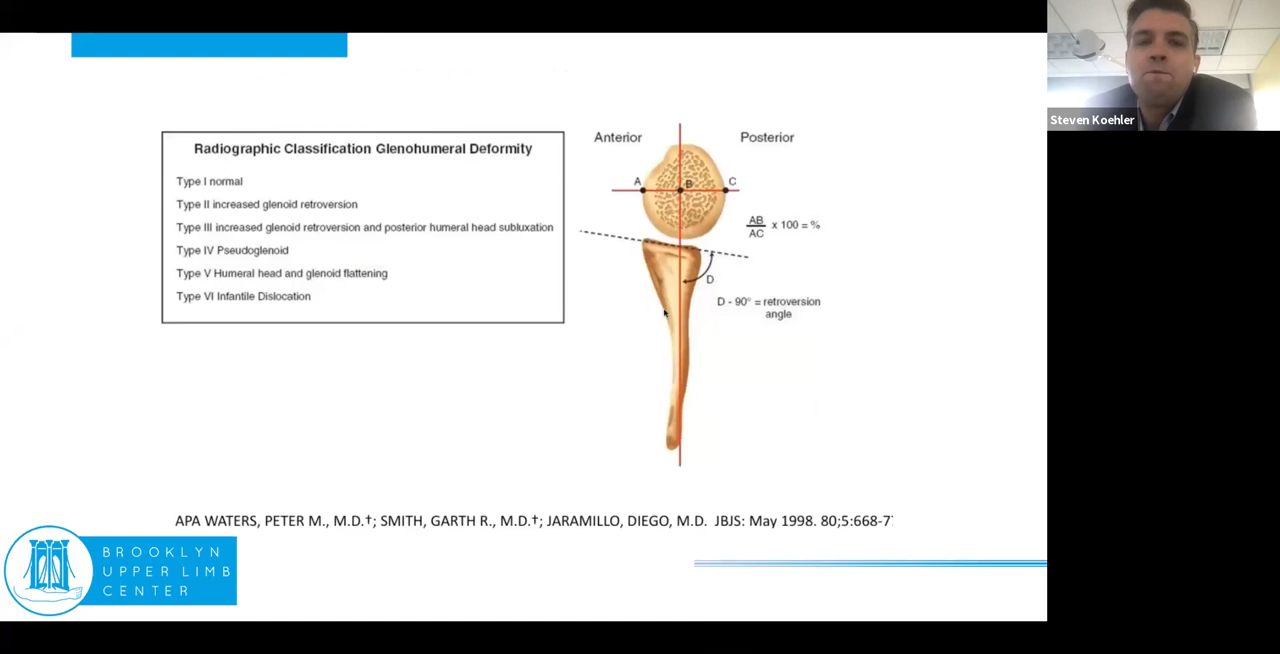 Steven Koehler
Radiographic Classification Glenohumeral Deformity
Type I normal
Type II increased glenoid retroversion
Type III increased glenoid retroversion and posterior humeral head subluxation
Type IV Pseudoglenoid
Type V Humeral head and glenoid flattening
Type VI Infantile Dislocation
Anterior
Posterior
A
B
C
AB
AC
x 100 = %
D
D - 90° = retroversion
angle
APA WATERS, PETER M., M.D.†; SMITH, GARTH R., M.D.†; JARAMILLO, DIEGO, M.D. JBJS: May 1998. 80;5:668-7
BROOKLYN
UPPER LIMB
CENTER